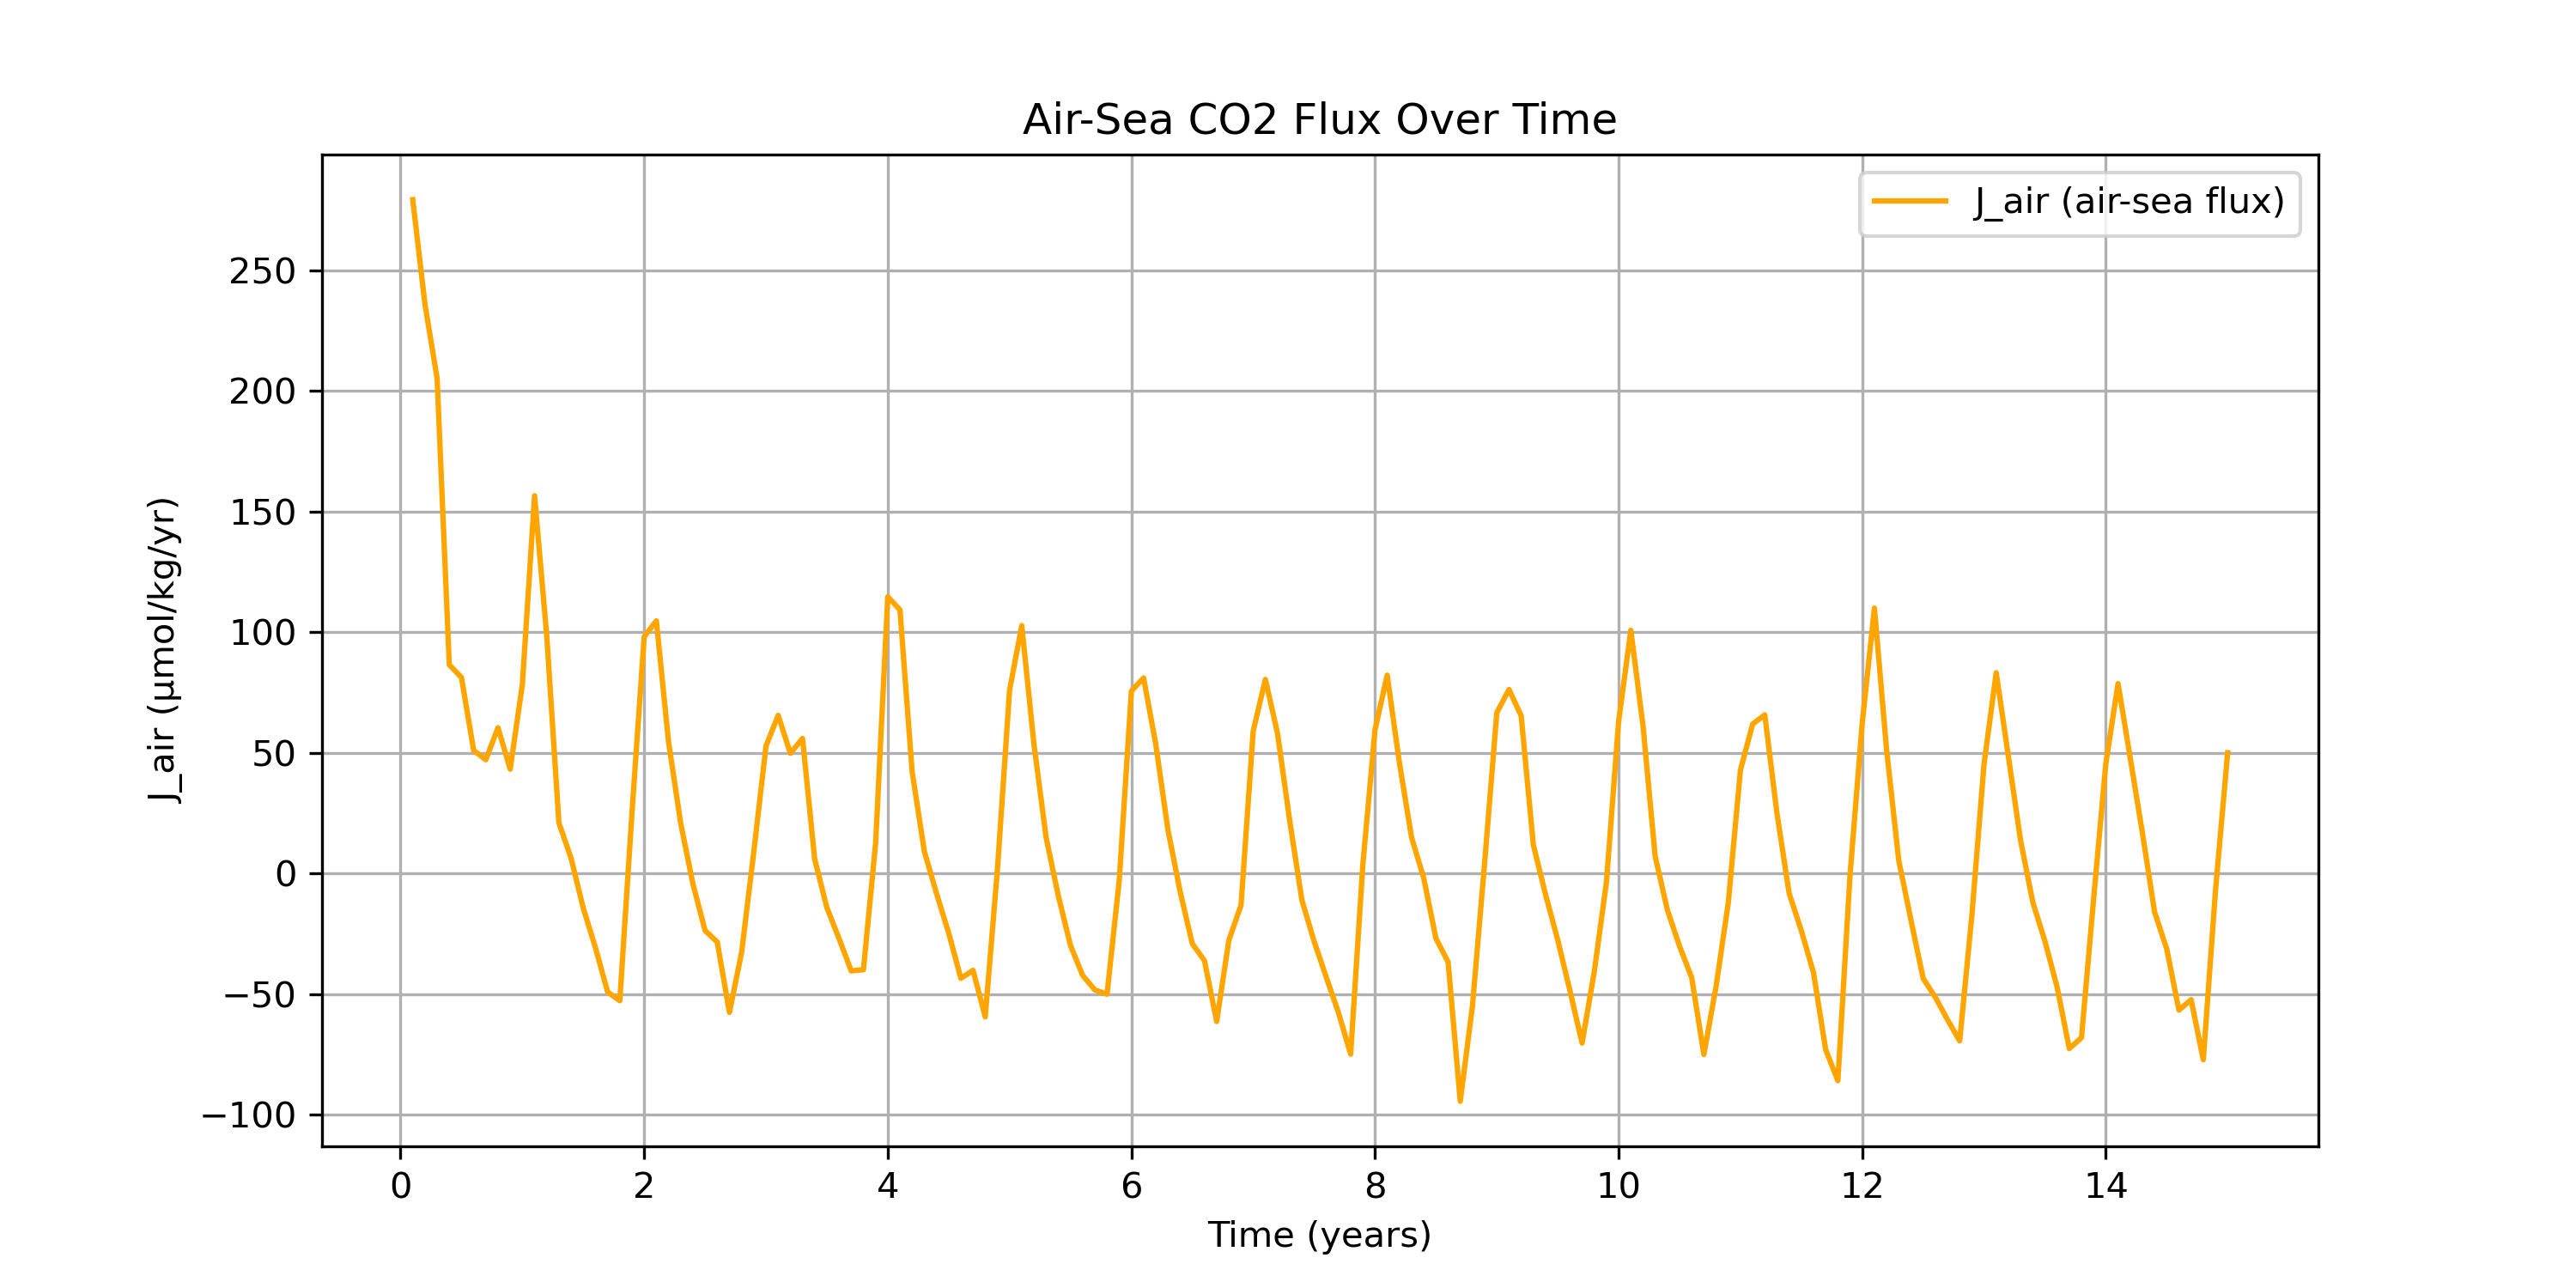 Air-Sea CO2 Flux Over Time
J_air (air-sea flux)
J_air (µmol/kg/yr)
250
200
150
100
50
0
−50
−100
0 2 4 6 8 10 12 14
Time (years)